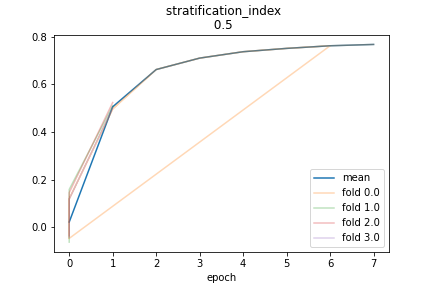 stratification_index
0.5
0.8
0.6
0.4
0.2
0.0
0 1 2 3 4 5 6 7
epoch
mean
fold 0.0
fold 1.0
fold 2.0
fold 3.0